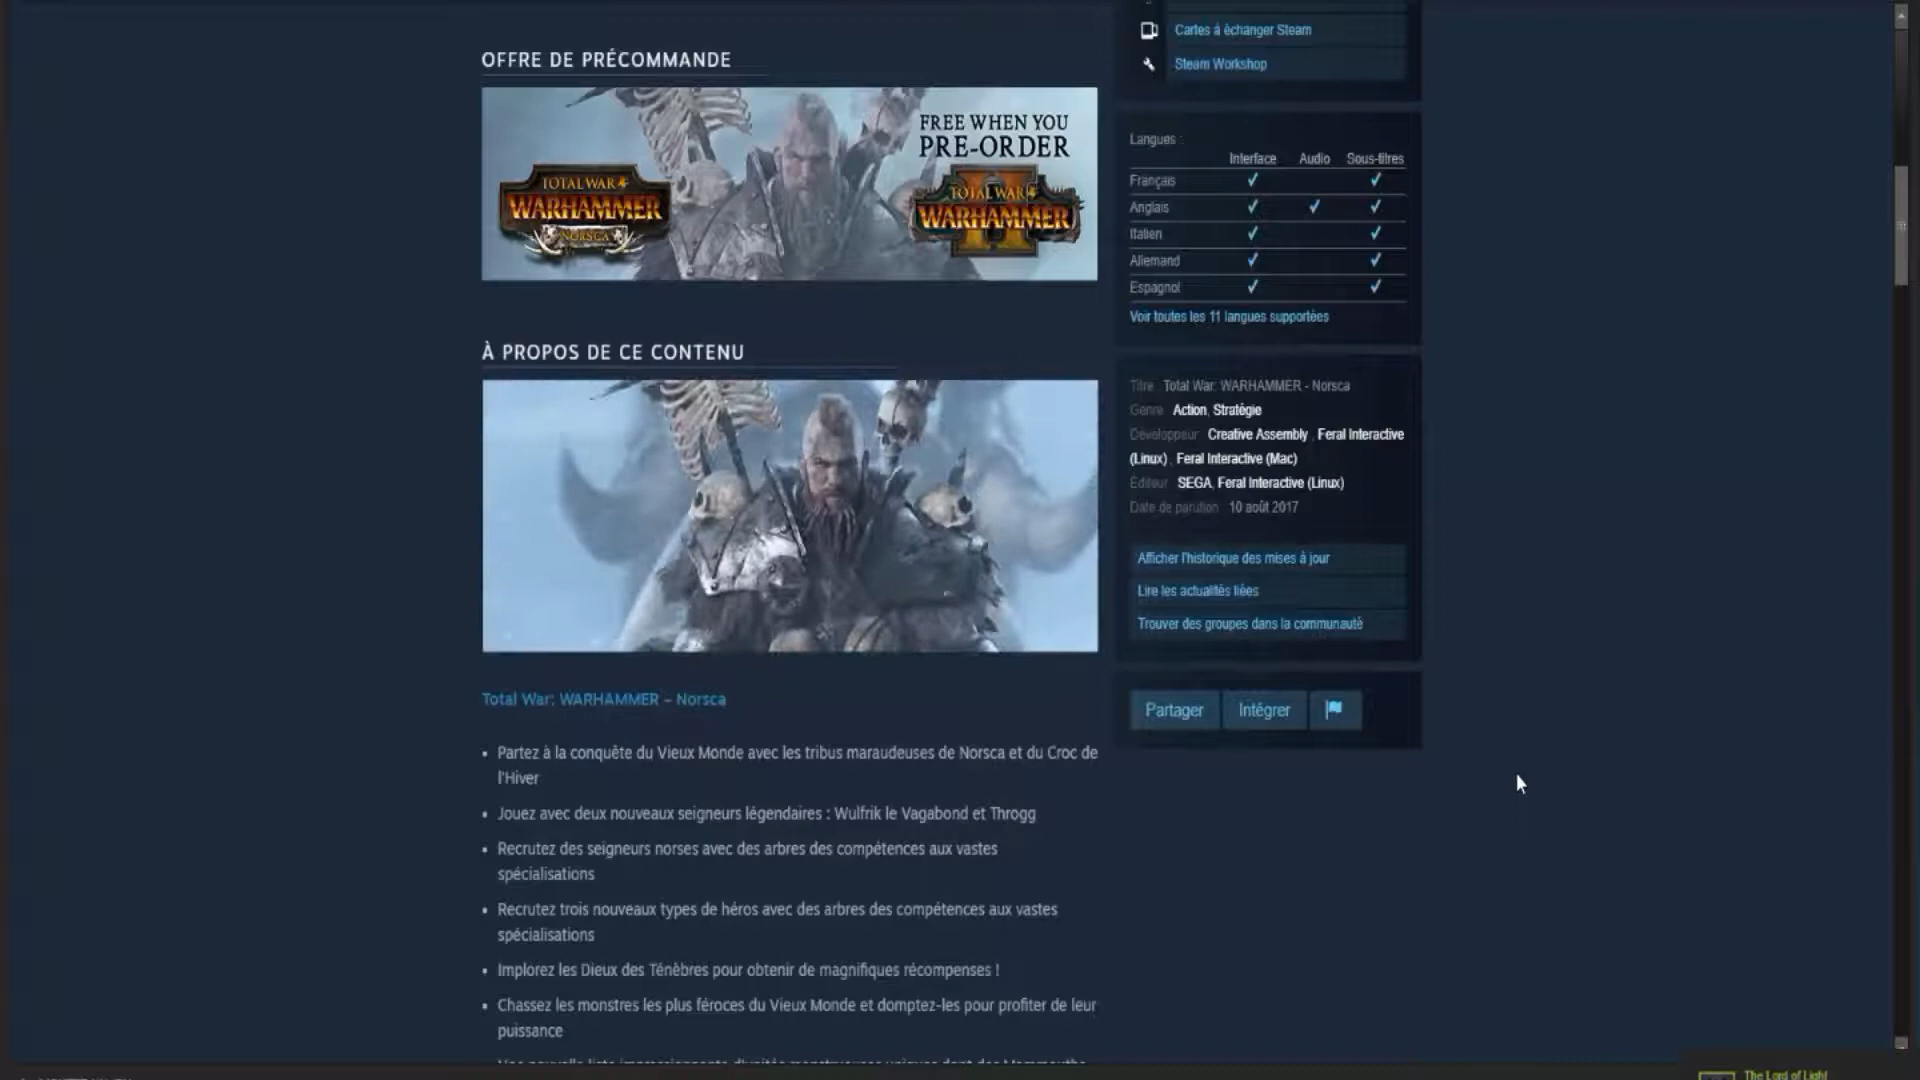 OFFRE DE PRÉCOMMANDE
FREE WHEN YOU
PRE-ORDER
TOTAL WAR
WARHAMMER
NORSCA
TOTAL WAR
WARHAMMER
II
À PROPOS DE CE CONTENU
Total War: WARHAMMER – Norsca
• Partez à la conquête du Vieux Monde avec les tribus maraudeuses de Norsca et du Croc de
l'Hiver
• Jouez avec deux nouveaux seigneurs légendaires : Wulfrik le Vagabond et Throgg
• Recrutez des seigneurs norses avec des arbres des compétences aux vastes
spécialisations
• Recrutez trois nouveaux types de héros avec des arbres des compétences aux vastes
spécialisations
• Implorez les Dieux des Ténèbres pour obtenir de magnifiques récompenses !
• Chassez les monstres les plus féroces du Vieux Monde et domptez-les pour profiter de leur
puissance
Cartes à échanger Steam
Steam Workshop
Langues :
Interface Audio Sous-titres
Français ✓ ✓
Anglais ✓ ✓ ✓
Italien ✓ ✓
Allemand ✓ ✓
Espagnol ✓ ✓
Voir toutes les 11 langues supportées
Titre Total War: WARHAMMER - Norsca
Genre Action, Stratégie
Développeur Creative Assembly , Feral Interactive
(Linux) , Feral Interactive (Mac)
Éditeur SEGA, Feral Interactive (Linux)
Date de parution 10 août 2017
Afficher l'historique des mises à jour
Lire les actualités liées
Trouver des groupes dans la communauté
Partager Intégrer
The Lord of Light